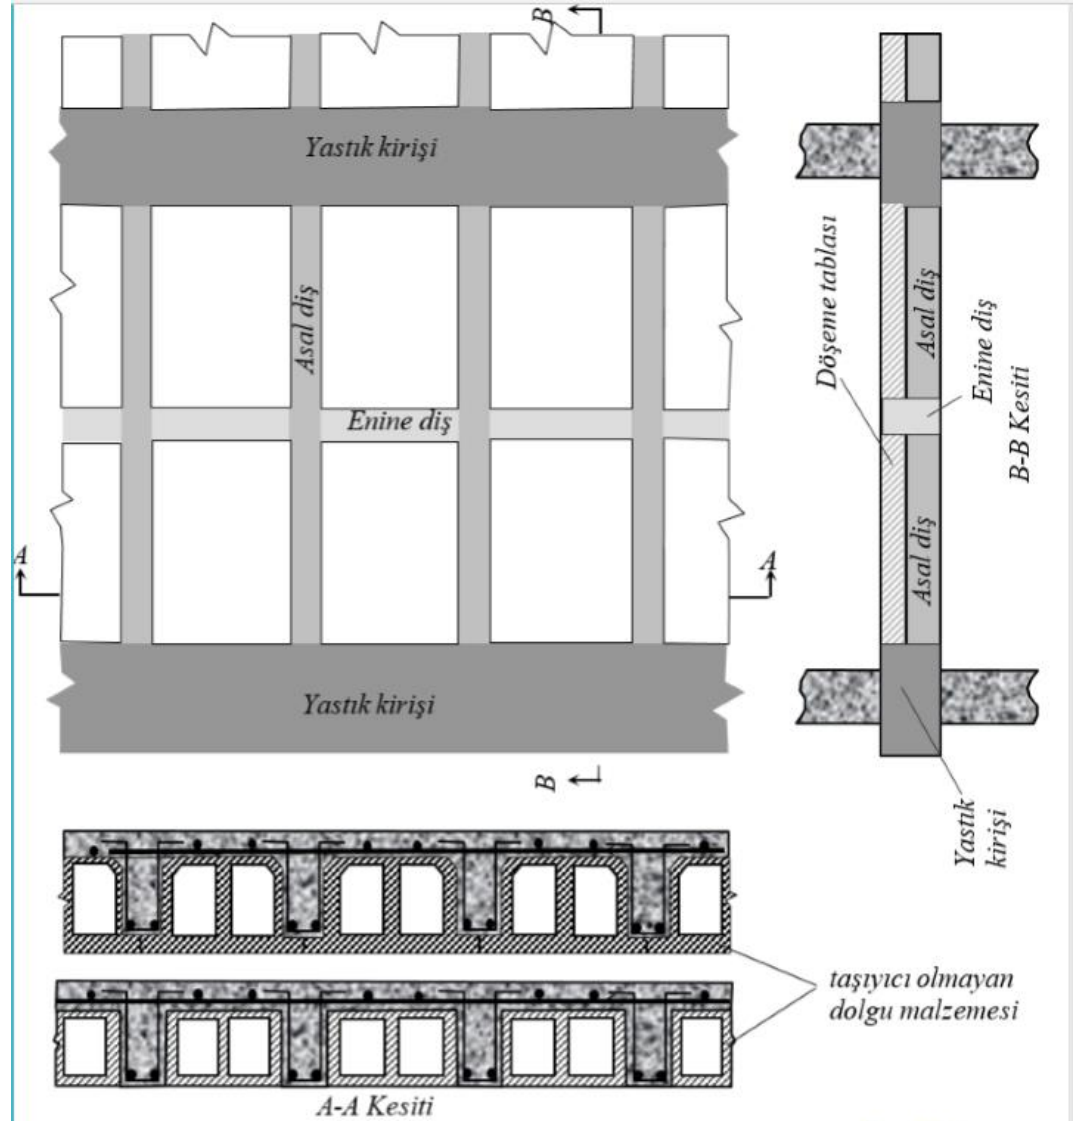 B
Yastık kirişi
Asal diş
Enine diş
A
A
Yastık kirişi
B
Döşeme tablası
Asal diş
Enine diş
B-B Kesiti
Asal diş
Yastık
kirişi
taşıyıcı olmayan
dolgu malzemesi
A-A Kesiti